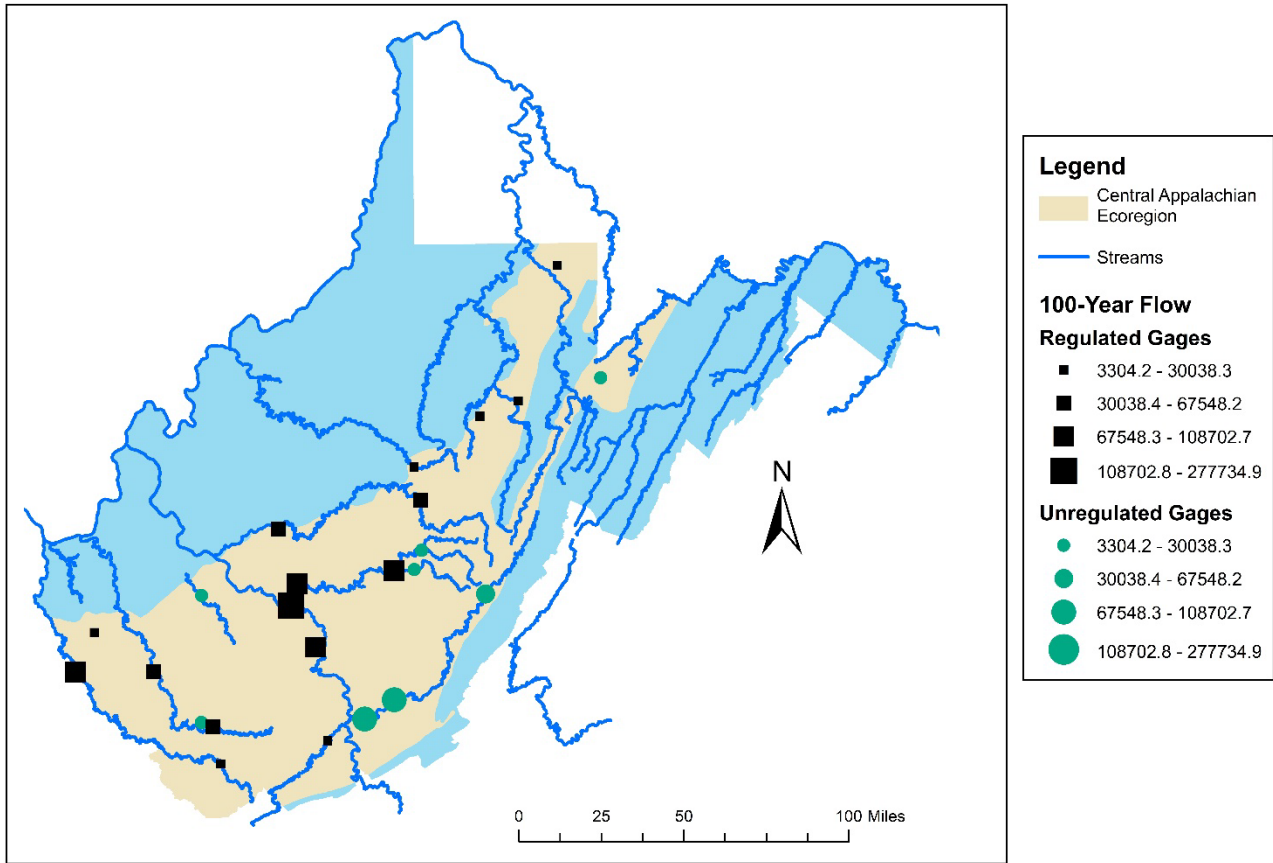 N
0 25 50 100 Miles
Legend
Central Appalachian
Ecoregion
Streams
100-Year Flow
Regulated Gages
3304.2 - 30038.3
30038.4 - 67548.2
67548.3 - 108702.7
108702.8 - 277734.9
Unregulated Gages
3304.2 - 30038.3
30038.4 - 67548.2
67548.3 - 108702.7
108702.8 - 277734.9